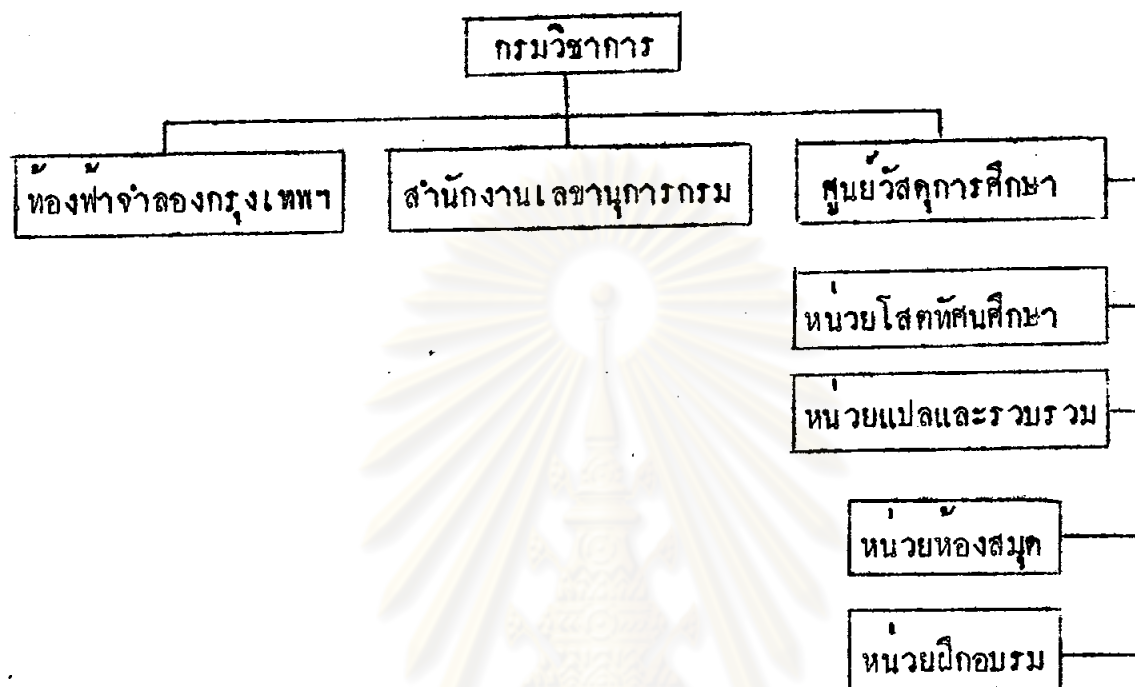 กรมวิชาการ
ท้องฟ้าจำลองกรุงเทพฯ
สำนักงานเลขานุการกรม
ศูนย์วัสดุการศึกษา
หน่วยโสตทัศนศึกษา
หน่วยแปลและรวบรวม
หน่วยห้องสมุด
หน่วยฝึกอบรม